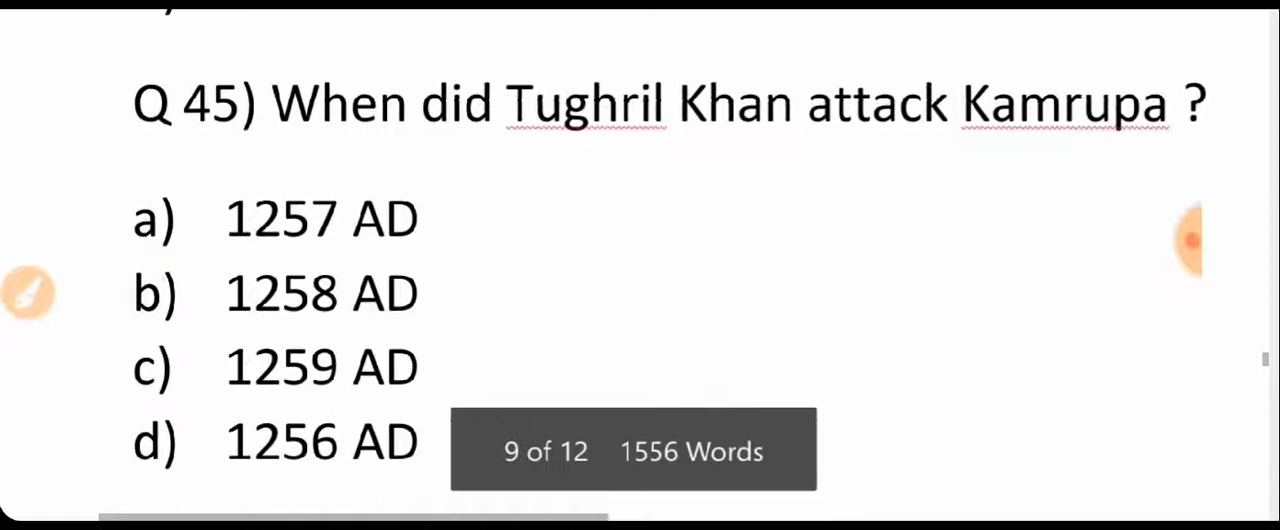 Q 45) When did Tughril Khan attack Kamrupa ?
a) 1257 AD
b) 1258 AD
c) 1259 AD
d) 1256 AD
9 of 12 1556 Words